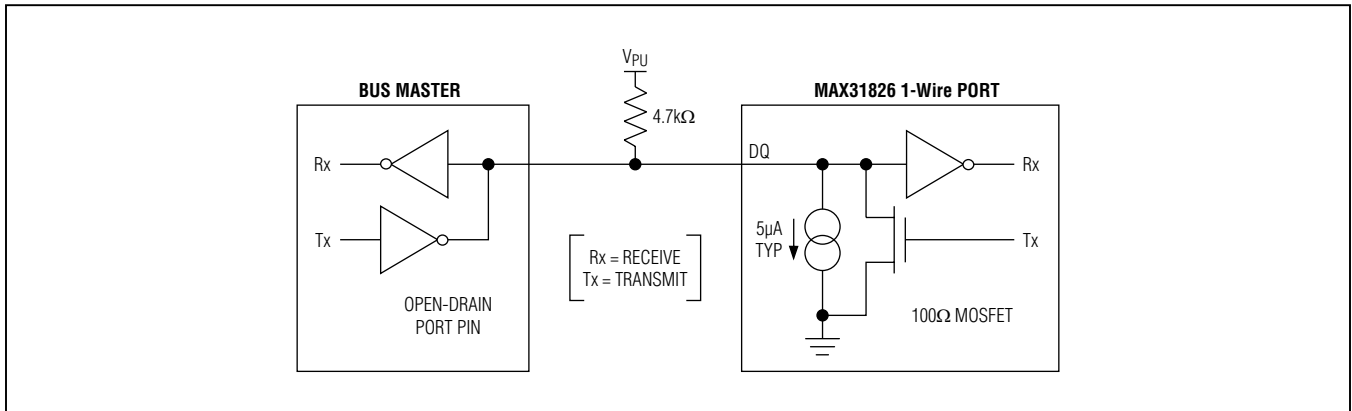 VPU
BUS MASTER
MAX31826 1-Wire PORT
4.7kΩ
Rx
DQ
Rx
Tx
5µA
TYP
Tx
Rx = RECEIVE
Tx = TRANSMIT
OPEN-DRAIN
PORT PIN
100Ω MOSFET